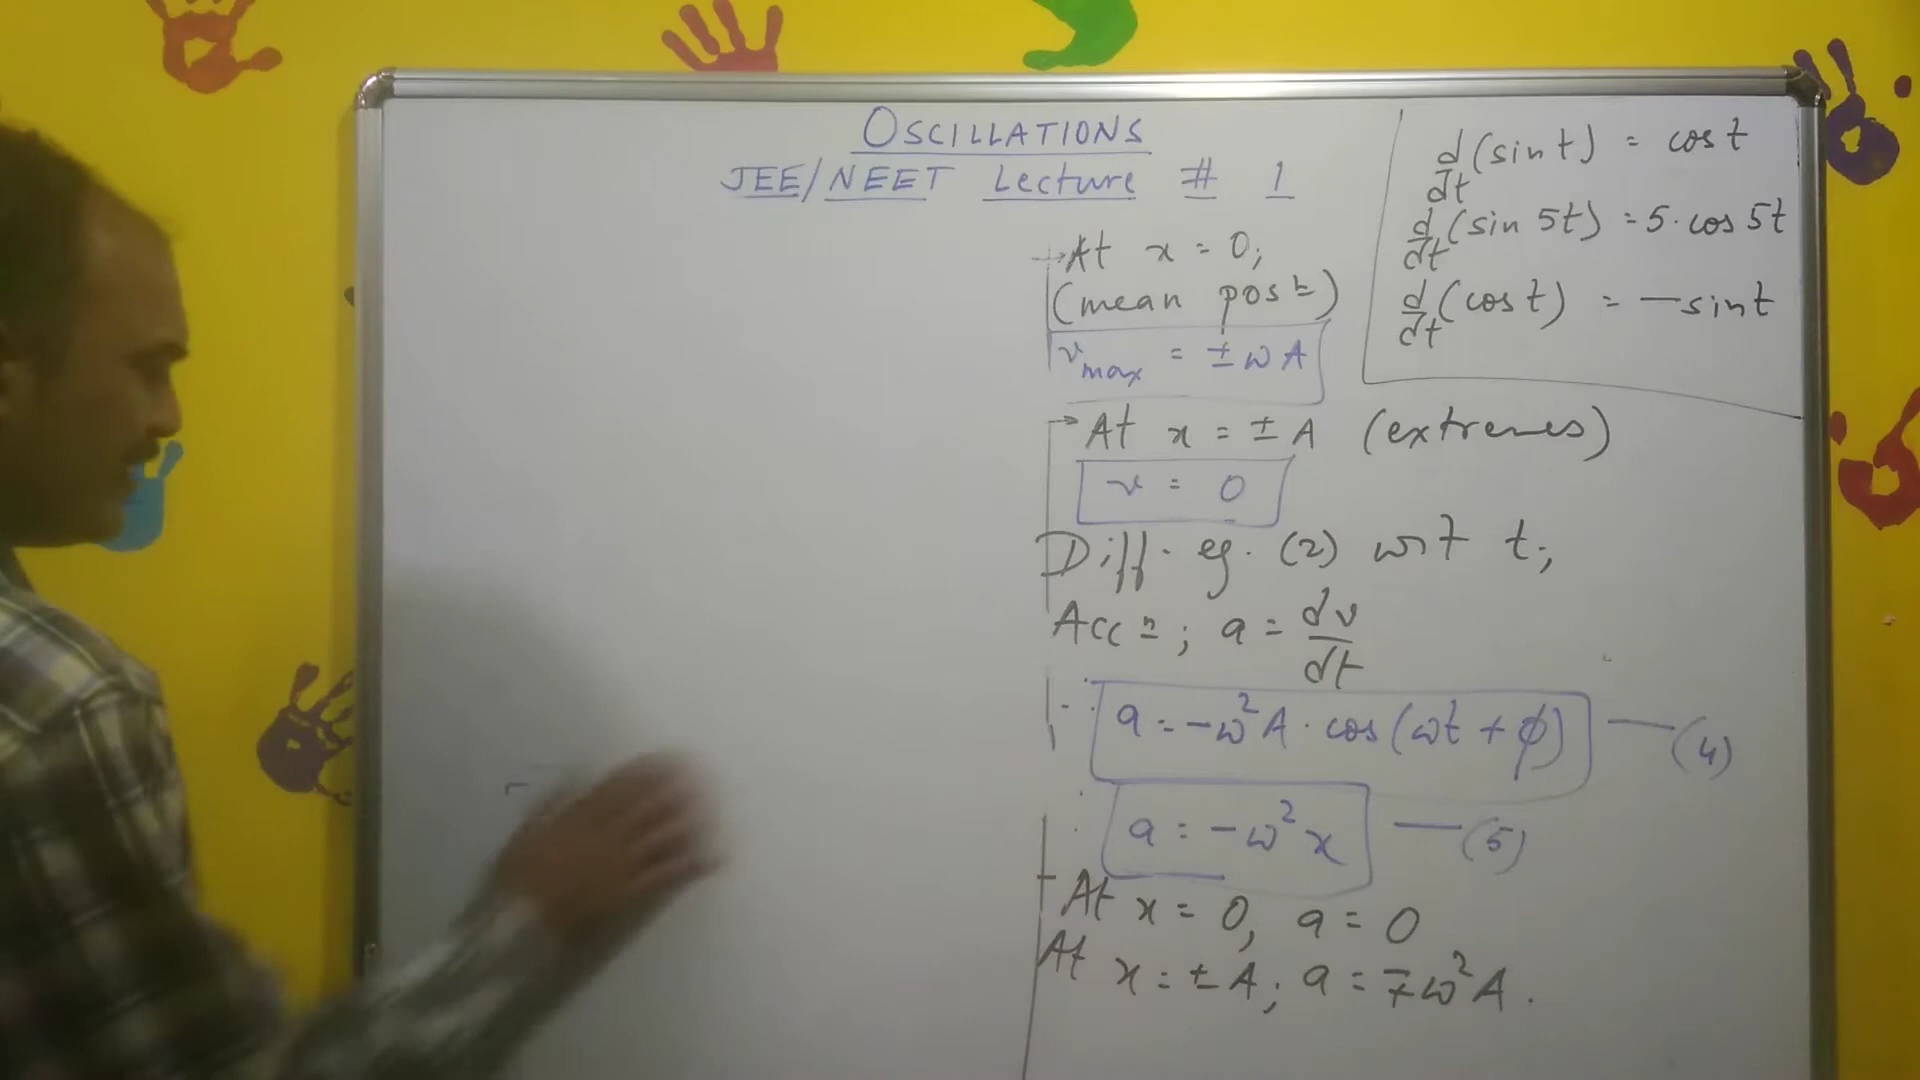 OSCILLATIONS
JEE/NEET Lecture # 1
At x = 0;
(mean posⁿ)
v_max = ± ω A
At x = ± A (extremes)
v = 0
Diff. eq. (2) wrt t;
Accⁿ; a = dv/dt
∴ a = -ω²A · cos(ωt + φ) — (4)
∴ a = -ω²x — (5)
At x = 0, a = 0
At x = ± A; a = ∓ω²A.
d/dt (sin t) = cos t
d/dt (sin 5t) = 5 · cos 5t
d/dt (cos t) = - sin t